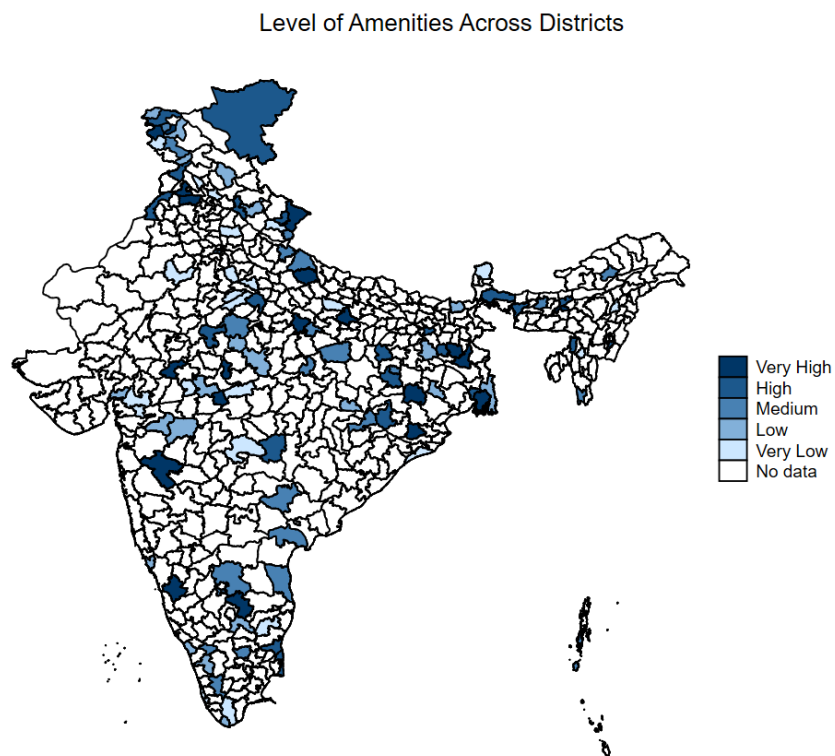 Level of Amenities Across Districts
Very High
High
Medium
Low
Very Low
No data